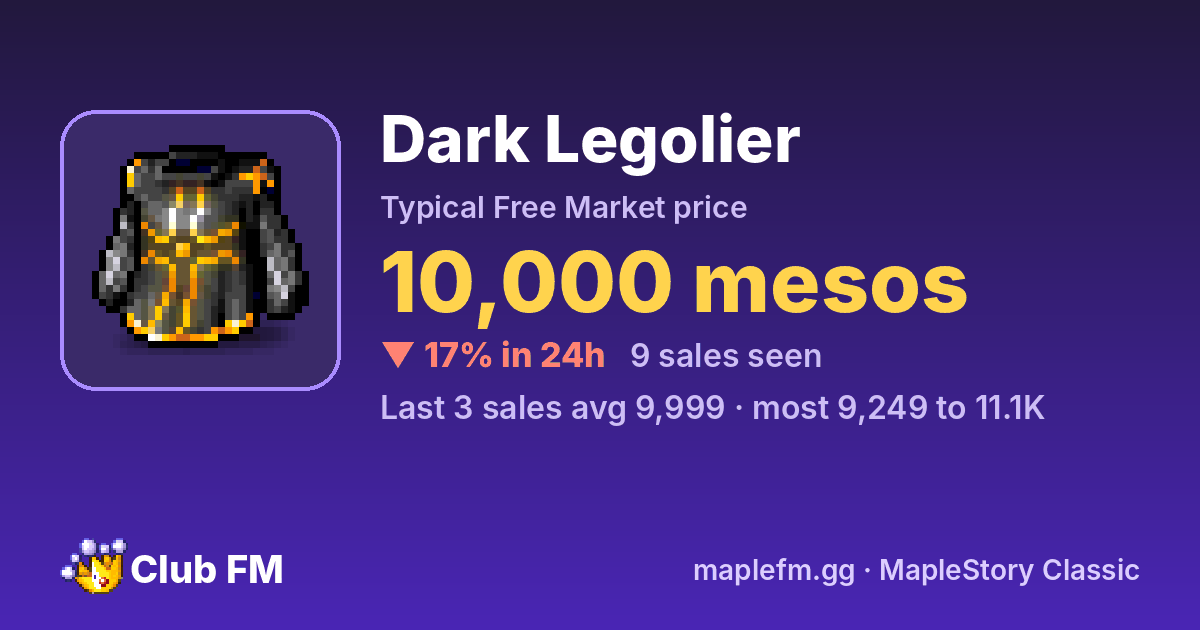 Dark Legolier
Typical Free Market price
10,000 mesos
▼ 17% in 24h 9 sales seen
Last 3 sales avg 9,999 · most 9,249 to 11.1K
Club FM
maplefm.gg · MapleStory Classic